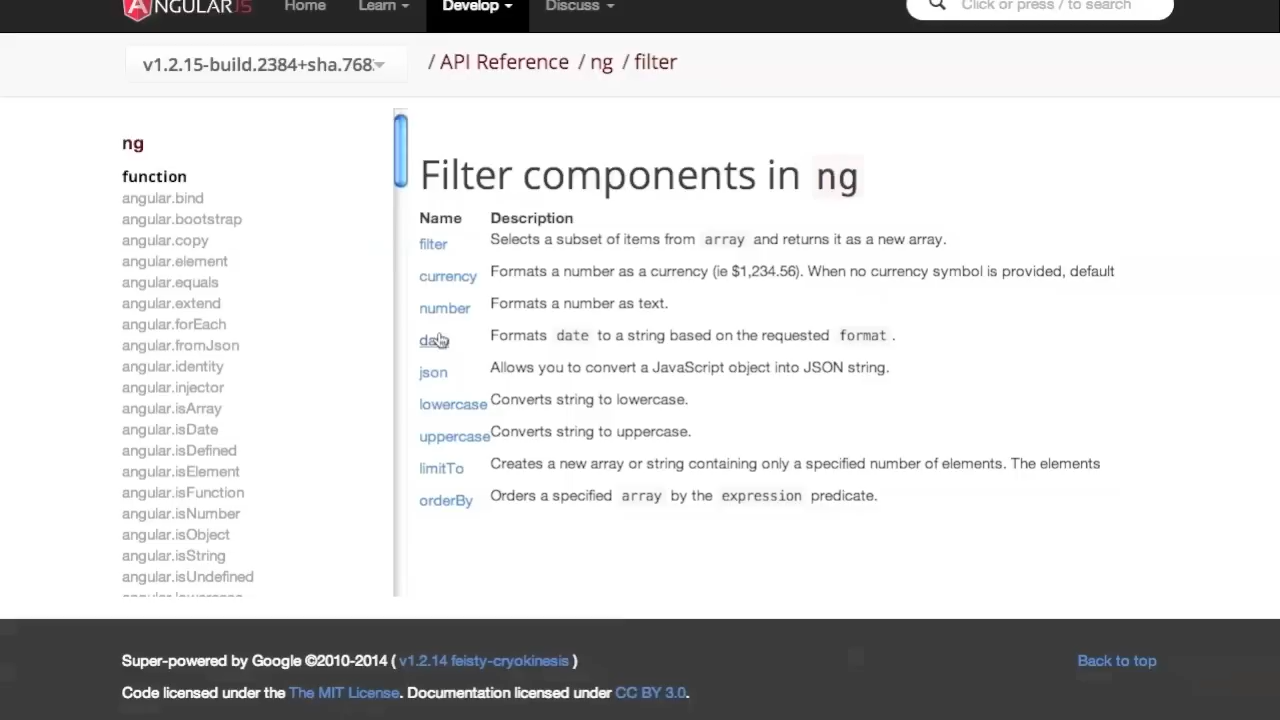 ANGULARJS Home Learn Develop Discuss Click or press / to search
v1.2.15-build.2384+sha.768 / API Reference / ng / filter
ng
function
angular.bind
angular.bootstrap
angular.copy
angular.element
angular.equals
angular.extend
angular.forEach
angular.fromJson
angular.identity
angular.injector
angular.isArray
angular.isDate
angular.isDefined
angular.isElement
angular.isFunction
angular.isNumber
angular.isObject
angular.isString
angular.isUndefined
angular.lowercase
Filter components in ng
Name Description
filter Selects a subset of items from array and returns it as a new array.
currency Formats a number as a currency (ie $1,234.56). When no currency symbol is provided, default
number Formats a number as text.
date Formats date to a string based on the requested format .
json Allows you to convert a JavaScript object into JSON string.
lowercase Converts string to lowercase.
uppercase Converts string to uppercase.
limitTo Creates a new array or string containing only a specified number of elements. The elements
orderBy Orders a specified array by the expression predicate.
Super-powered by Google ©2010-2014 ( v1.2.14 feisty-cryokinesis ) Back to top
Code licensed under the The MIT License. Documentation licensed under CC BY 3.0.